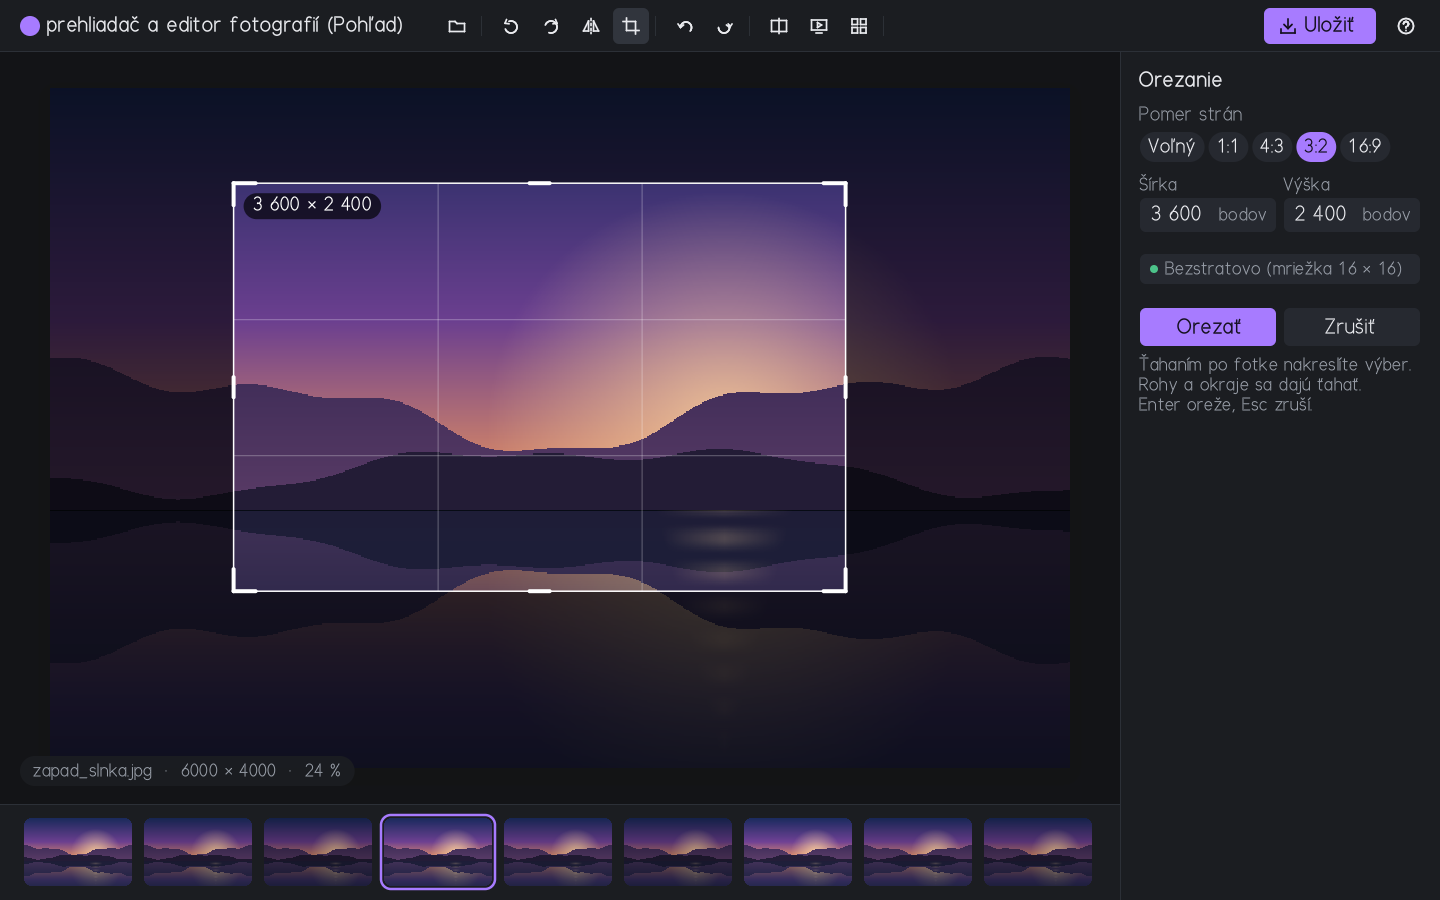 prehliadač a editor fotografií (Pohľad)
Uložiť
Orezanie
Pomer strán
Voľný 1:1 4:3 3:2 16:9
Šírka Výška
3 600 bodov 2 400 bodov
Bezstratovo (mriežka 16 × 16)
Orezať Zrušiť
Ťahaním po fotke nakreslíte výber.
Rohy a okraje sa dajú ťahať.
Enter oreže, Esc zruší.
3 600 × 2 400
zapad_slnka.jpg · 6000 × 4000 · 24 %